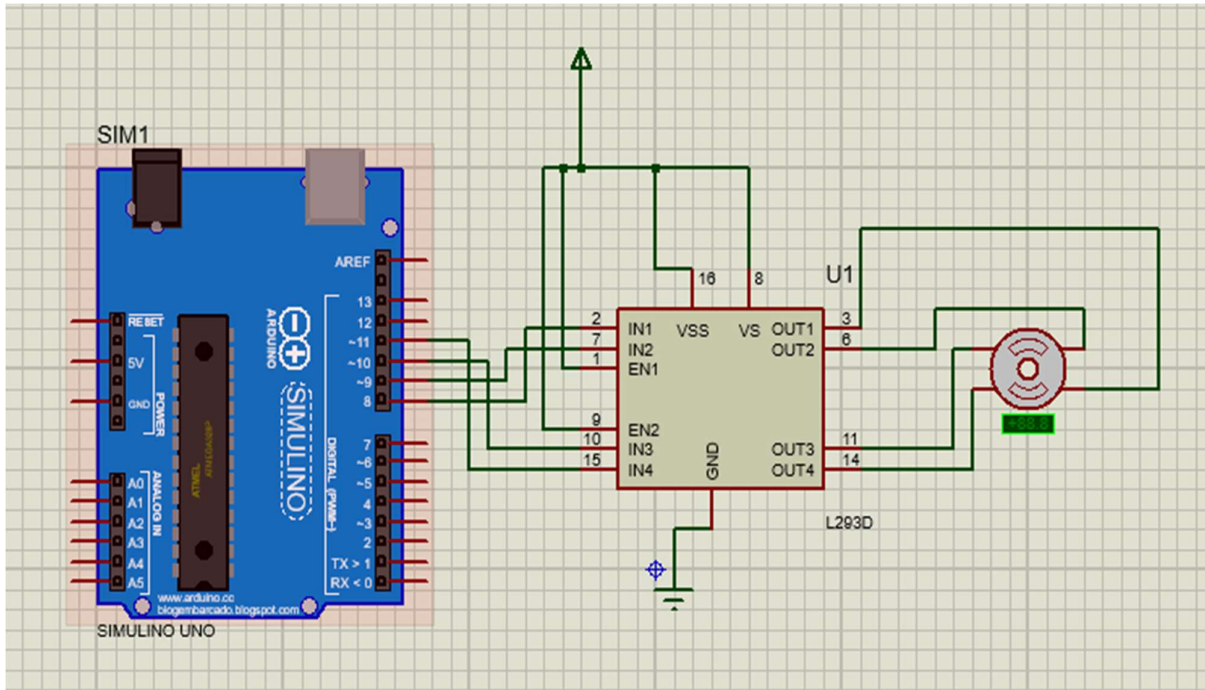 SIM1
AREF
13
12
~11
~10
~9
8
7
~6
~5
4
~3
2
TX > 1
RX < 0
RESET
5V
GND
POWER
A0
A1
A2
A3
A4
A5
ANALOG IN
ATMEL
ARDUINO
SIMULINO
DIGITAL (PWM~)
www.arduino.cc
blogembarcado.blogspot.com
SIMULINO UNO
U1
16
8
2
7
1
9
10
15
IN1
IN2
EN1
EN2
IN3
IN4
VSS
VS
GND
OUT1
OUT2
OUT3
OUT4
3
6
11
14
L293D
+88.8